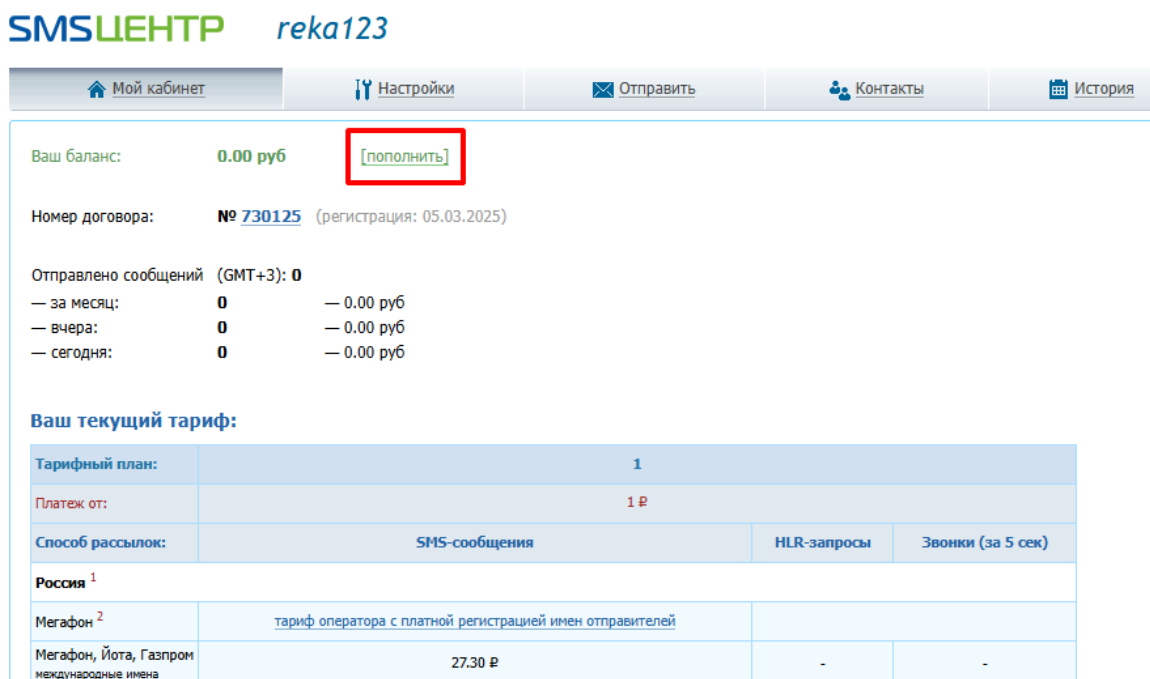 SMSЦЕНТР reka123
Мой кабинет Настройки Отправить Контакты История
Ваш баланс: 0.00 руб [пополнить]
Номер договора: № 730125 (регистрация: 05.03.2025)
Отправлено сообщений (GMT+3): 0
— за месяц: 0 — 0.00 руб
— вчера: 0 — 0.00 руб
— сегодня: 0 — 0.00 руб
Ваш текущий тариф:
Тарифный план: 1
Платеж от: 1 ₽
Способ рассылок: SMS-сообщения HLR-запросы Звонки (за 5 сек)
Россия 1
Мегафон 2 тариф оператора с платной регистрацией имен отправителей
Мегафон, Йота, Газпром 27.30 ₽ - -
международные имена